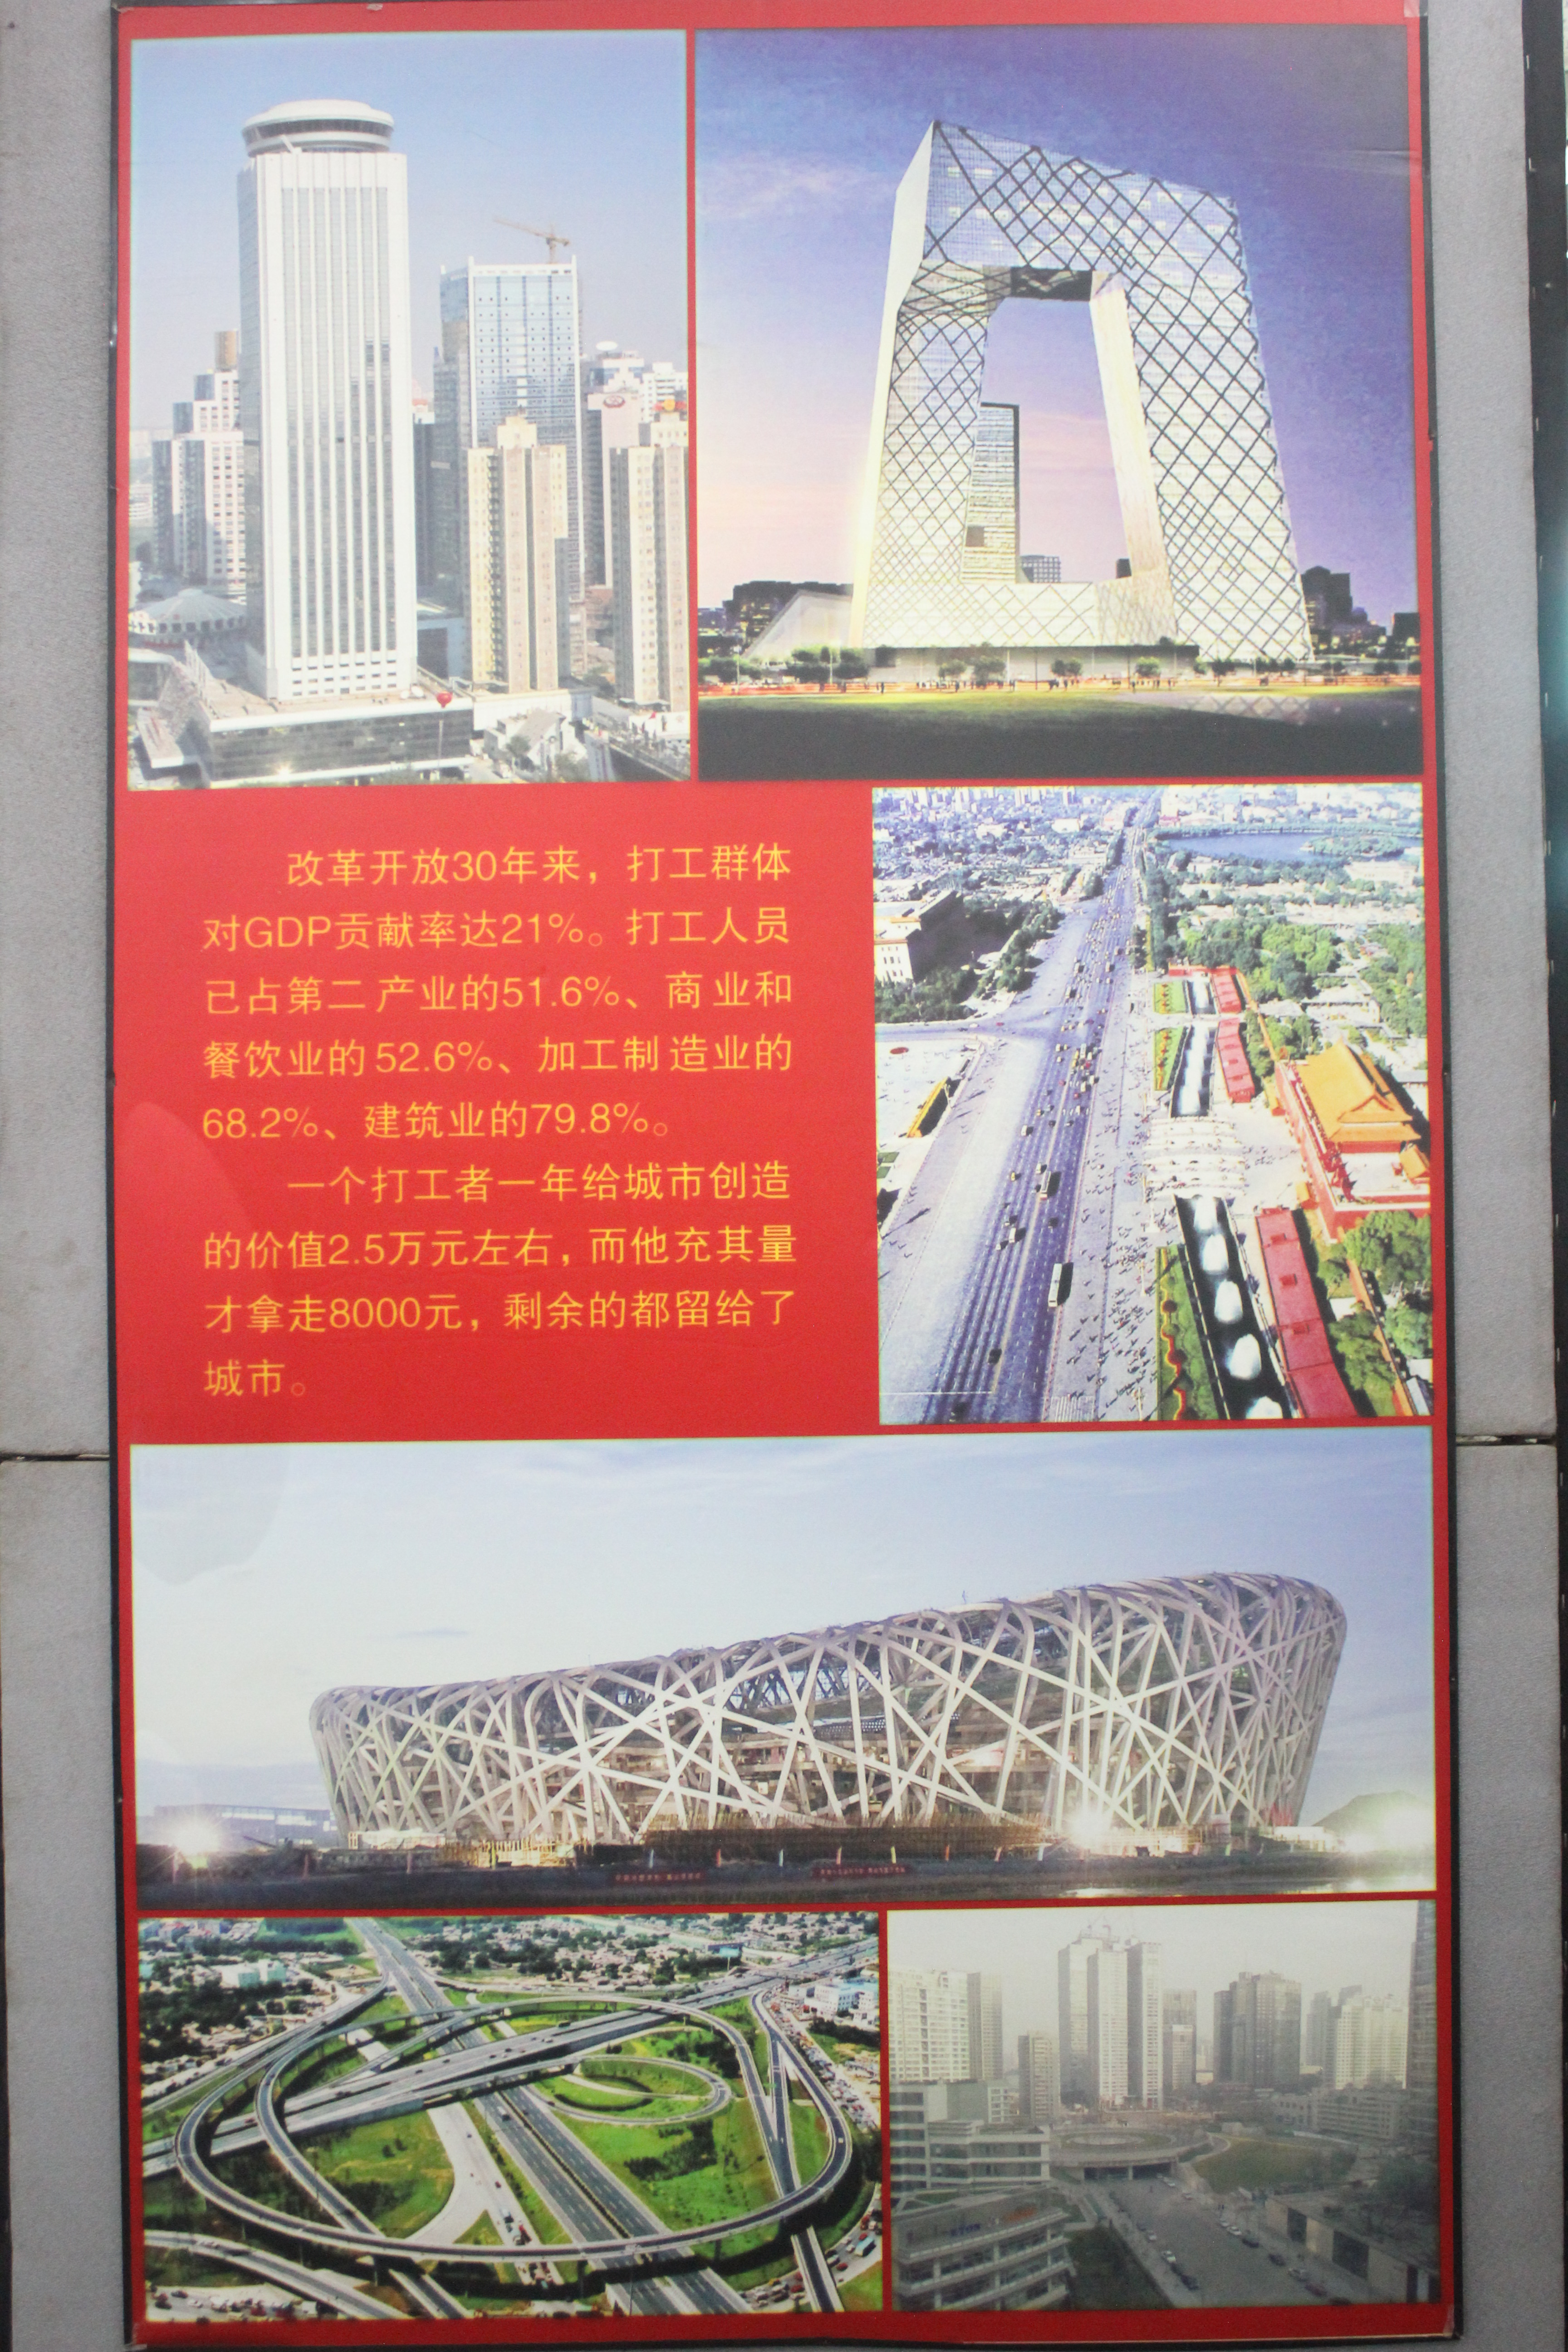 改革开放30年来，打工群体
对GDP贡献率达21%。打工人员
已占第二产业的51.6%、商业和
餐饮业的52.6%、加工制造业的
68.2%、建筑业的79.8%。
一个打工者一年给城市创造
的价值2.5万元左右，而他充其量
才拿走8000元，剩余的都留给了
城市。